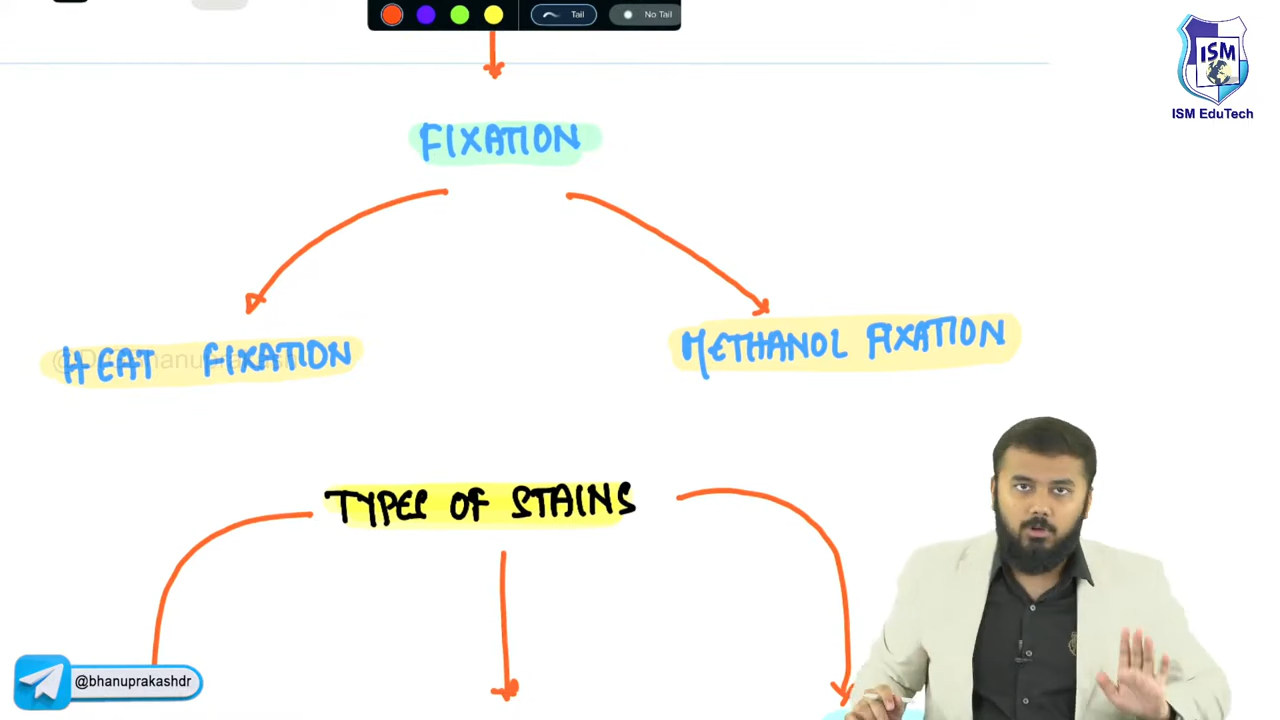 Tail
No Tail
ISM
ISM EduTech
FIXATION
HEAT FIXATION
METHANOL FIXATION
TYPES OF STAINS
@bhanuprakashdr